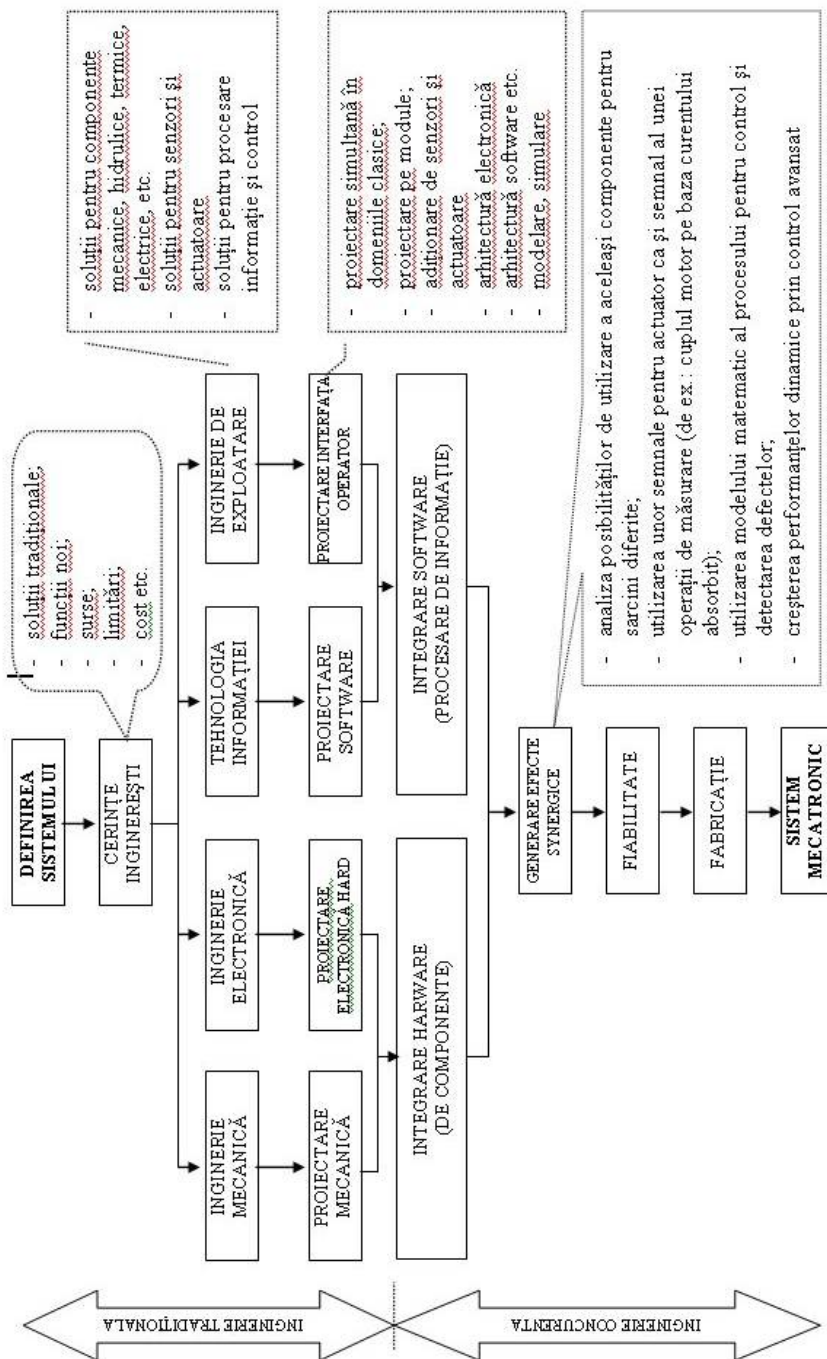 DEFINIREA
SISTEMULUI
CERINȚE
INGINEREȘTI
- soluții tradiționale;
- funcții noi;
- surse;
- limitări;
- cost etc.
INGINERIE
MECANICĂ
INGINERIE
ELECTRONICĂ
TEHNOLOGIA
INFORMAȚIEI
INGINERIE DE
EXPLOATARE
- soluții pentru componente
mecanice, hidrulice, termice,
electrice, etc.
- soluții pentru senzori și
actuatoare
- soluții pentru procesare
informație și control
PROIECTARE
MECANICĂ
PROIECTARE
ELECTRONICĂ HARD
PROIECTARE
SOFTWARE
PROIECTARE INTERFAȚA
OPERATOR
- proiectare simultană în
domeniile clasice;
- proiectare pe module;
- adiționare de senzori și
actuatoare
- arhitectură electronică
- arhitectură software etc.
- modelare, simulare
INTEGRARE HARWARE
(DE COMPONENTE)
INTEGRARE SOFTWARE
(PROCESARE DE INFORMAȚIE)
GENERARE EFECTE
SYNERGICE
FIABILITATE
FABRICAȚIE
SISTEM
MECATRONIC
- analiza posibilităților de utilizare a aceleași componente pentru
sarcini diferite;
- utilizarea unor semnale pentru actuator ca și semnal al unei
operații de măsurare (de ex.: cuplul motor pe baza curentului
absorbit);
- utilizarea modelului matematic al procesului pentru control și
detectarea defectelor;
- creșterea performanțelor dinamice prin control avansat
INGINERIE TRADIȚIONALA
INGINERIE CONCURENTA